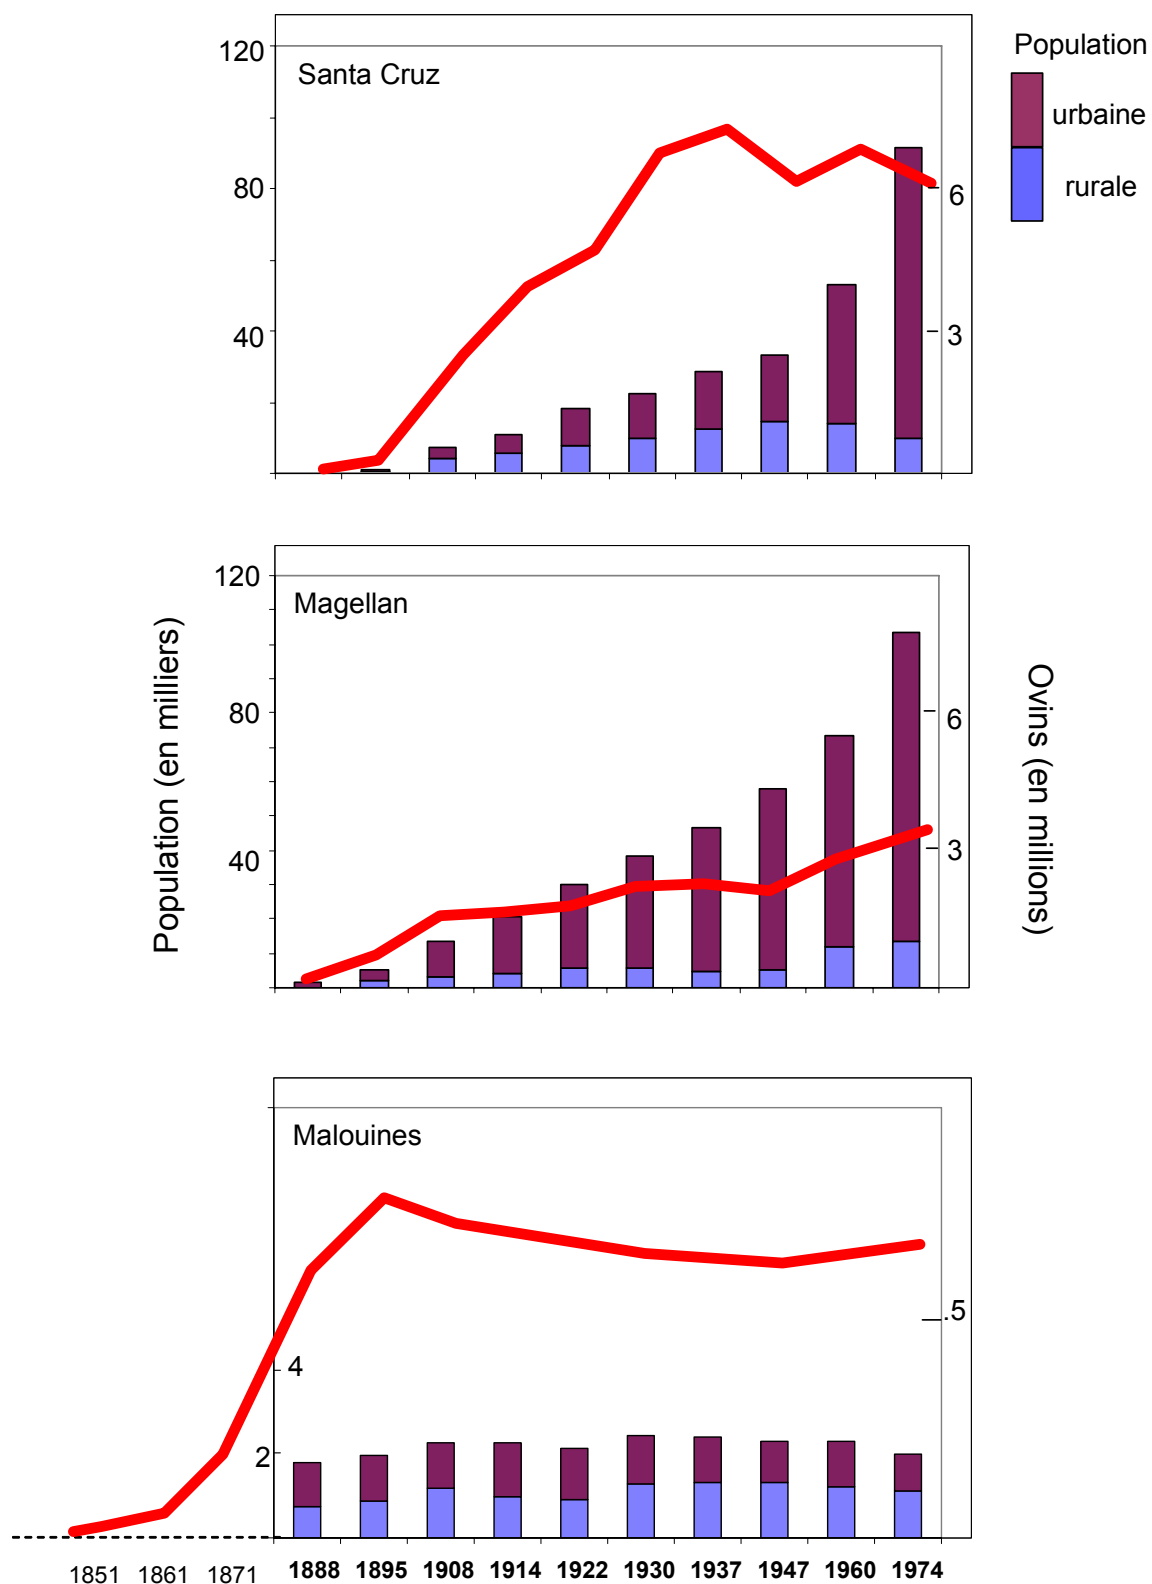 Population
urbaine
rurale
Santa Cruz
120
80
40
6
3
Magellan
120
80
40
6
3
Population (en milliers)
Ovins (en millions)
Malouines
4
2
.5
1851 1861 1871 1888 1895 1908 1914 1922 1930 1937 1947 1960 1974